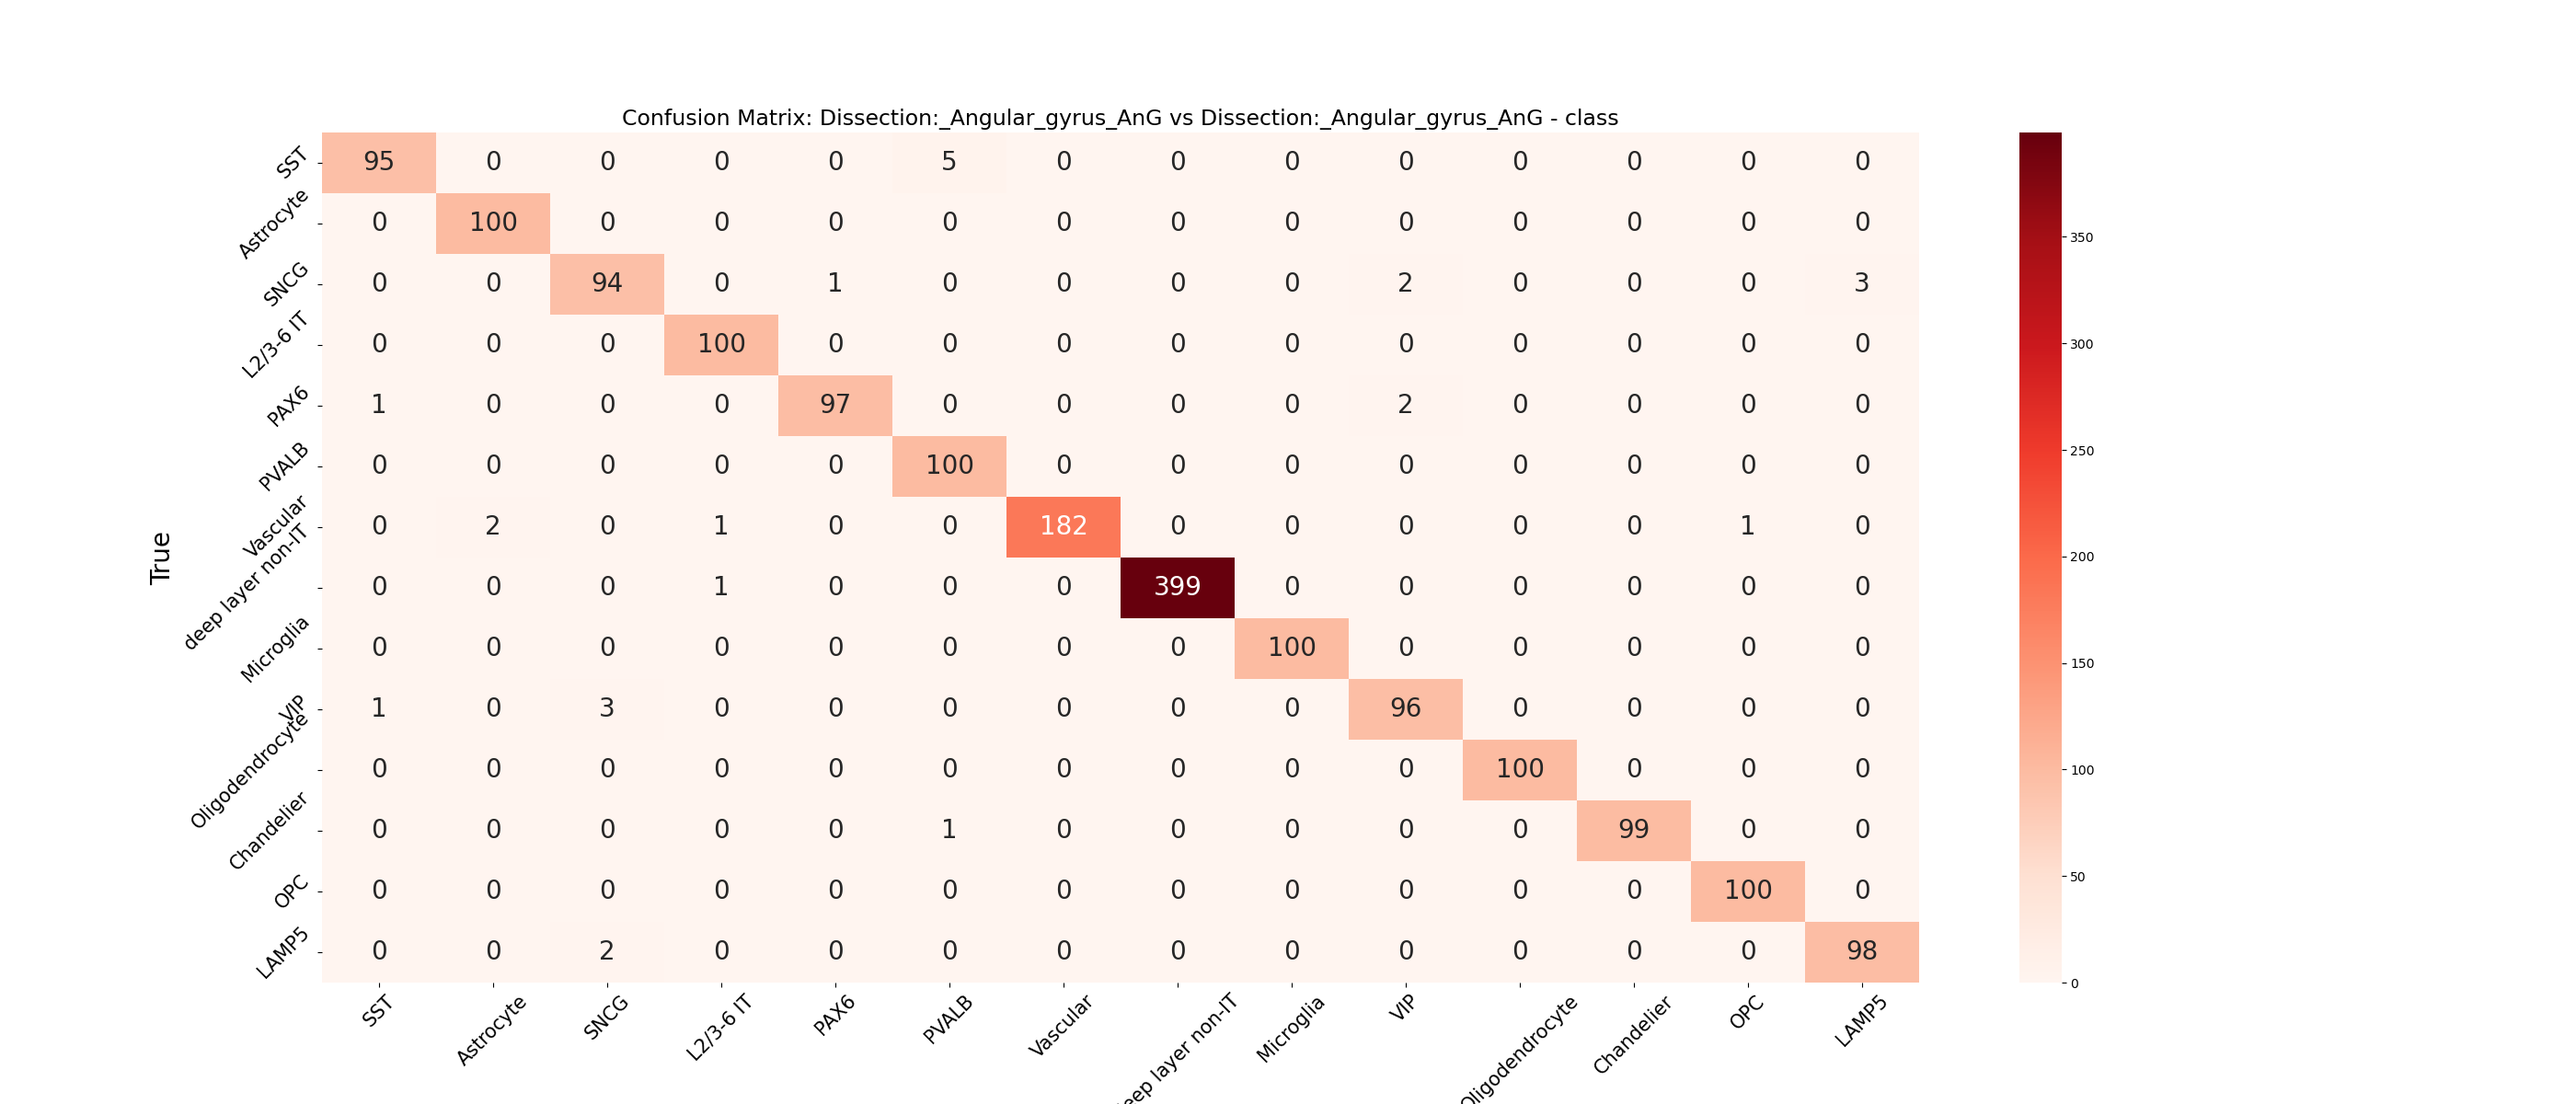 Confusion Matrix: Dissection:_Angular_gyrus_AnG vs Dissection:_Angular_gyrus_AnG - class
SST 95 0 0 0 0 5 0 0 0 0 0 0 0 0
Astrocyte 0 100 0 0 0 0 0 0 0 0 0 0 0 0
SNCG 0 0 94 0 1 0 0 0 0 2 0 0 0 3
L2/3-6 IT 0 0 0 100 0 0 0 0 0 0 0 0 0 0
PAX6 1 0 0 0 97 0 0 0 0 2 0 0 0 0
PVALB 0 0 0 0 0 100 0 0 0 0 0 0 0 0
Vascular 0 2 0 1 0 0 182 0 0 0 0 0 1 0
deep layer non-IT 0 0 0 1 0 0 0 399 0 0 0 0 0 0
Microglia 0 0 0 0 0 0 0 0 100 0 0 0 0 0
VIP 1 0 3 0 0 0 0 0 0 96 0 0 0 0
Oligodendrocyte 0 0 0 0 0 0 0 0 0 0 100 0 0 0
Chandelier 0 0 0 0 0 1 0 0 0 0 0 99 0 0
OPC 0 0 0 0 0 0 0 0 0 0 0 0 100 0
LAMP5 0 0 2 0 0 0 0 0 0 0 0 0 0 98
True
SST Astrocyte SNCG L2/3-6 IT PAX6 PVALB Vascular eep layer non-IT Microglia VIP Oligodendrocyte Chandelier OPC LAMP5
350
300
250
200
150
100
50
0